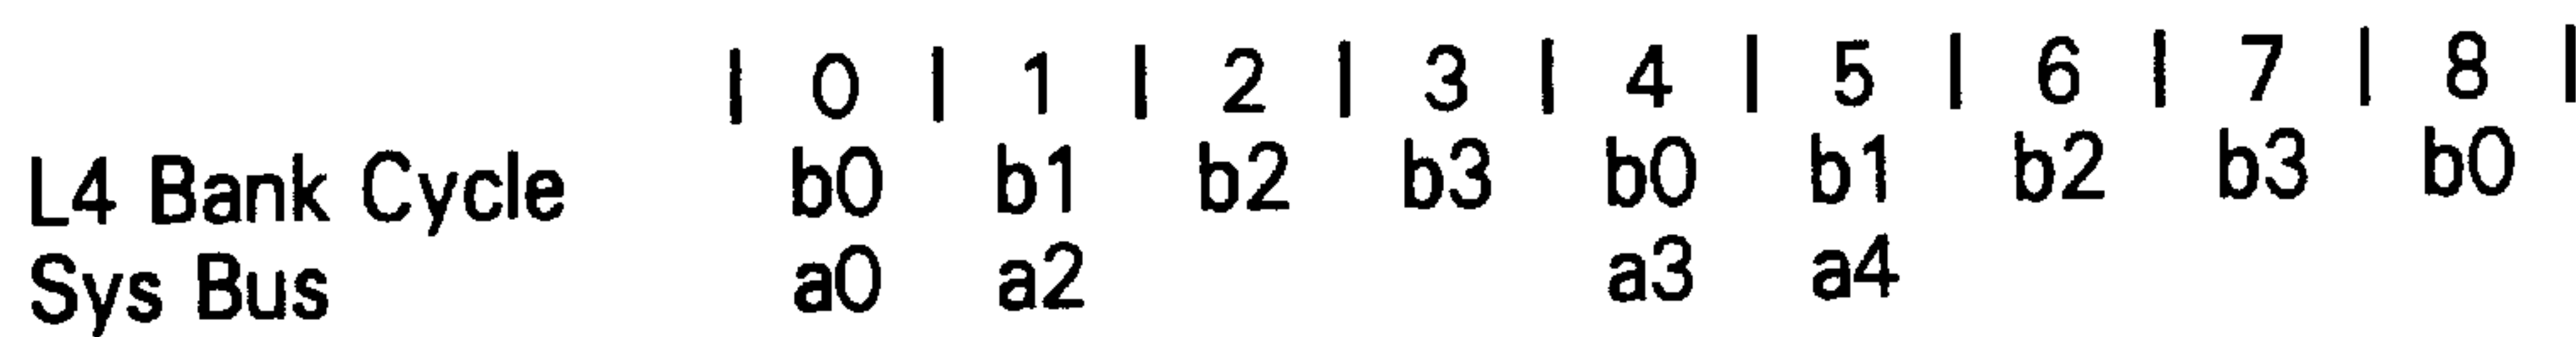 | 0 | 1 | 2 | 3 | 4 | 5 | 6 | 7 | 8 |
L4 Bank Cycle b0 b1 b2 b3 b0 b1 b2 b3 b0
Sys Bus a0 a2 a3 a4